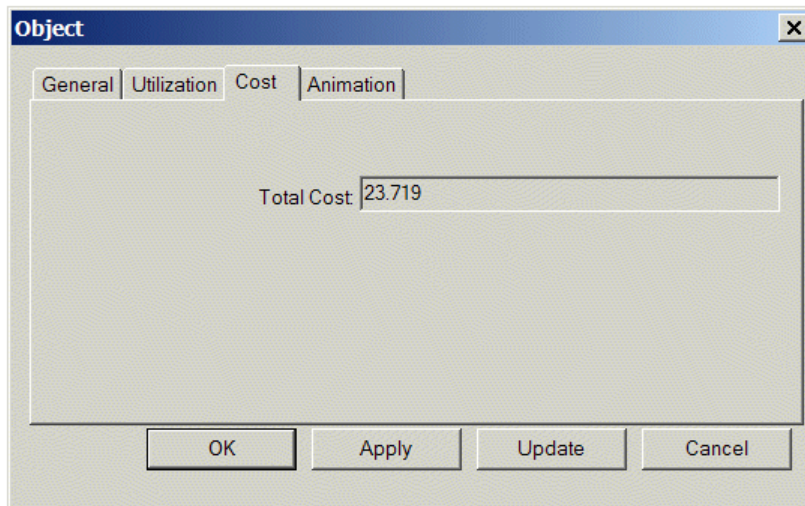 Object
General Utilization Cost Animation
Total Cost: 23.719
OK Apply Update Cancel